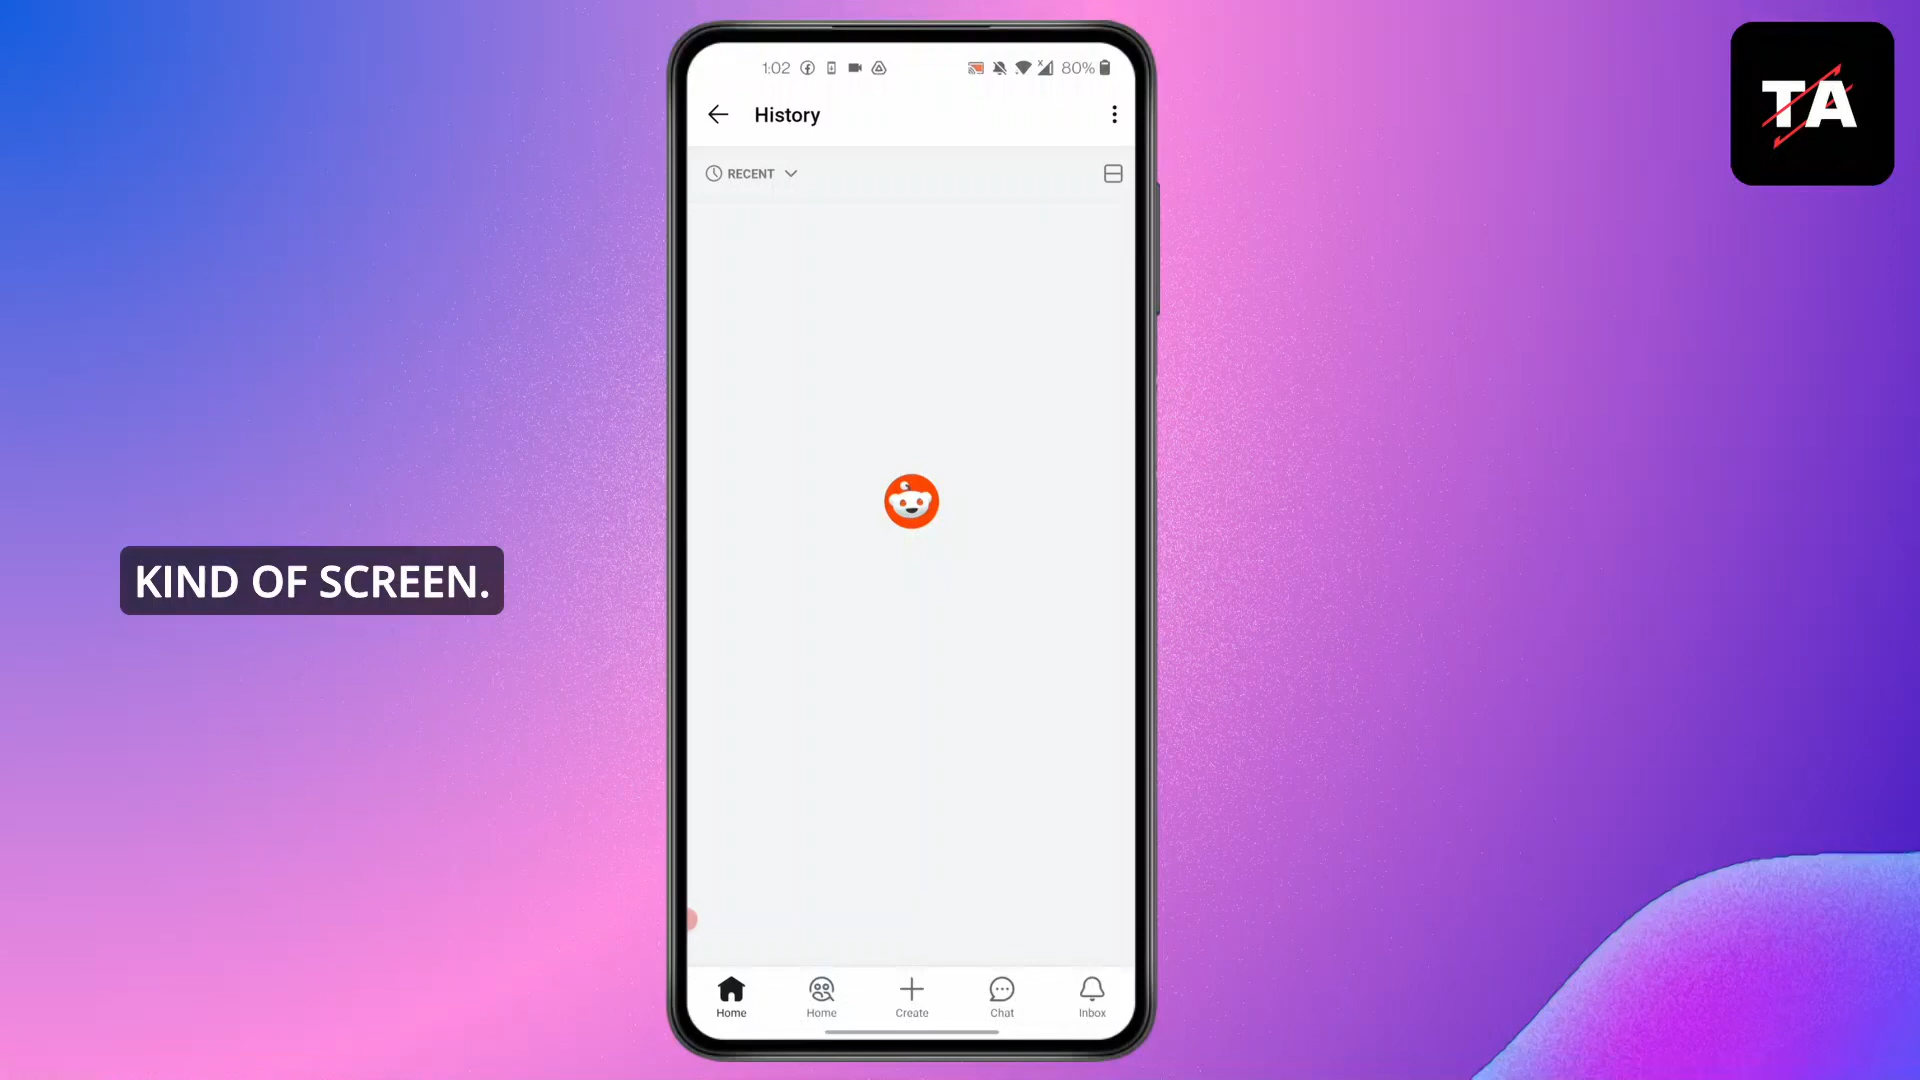 1:02
80%
History
RECENT
KIND OF SCREEN.
Home
Home
Create
Chat
Inbox
TA